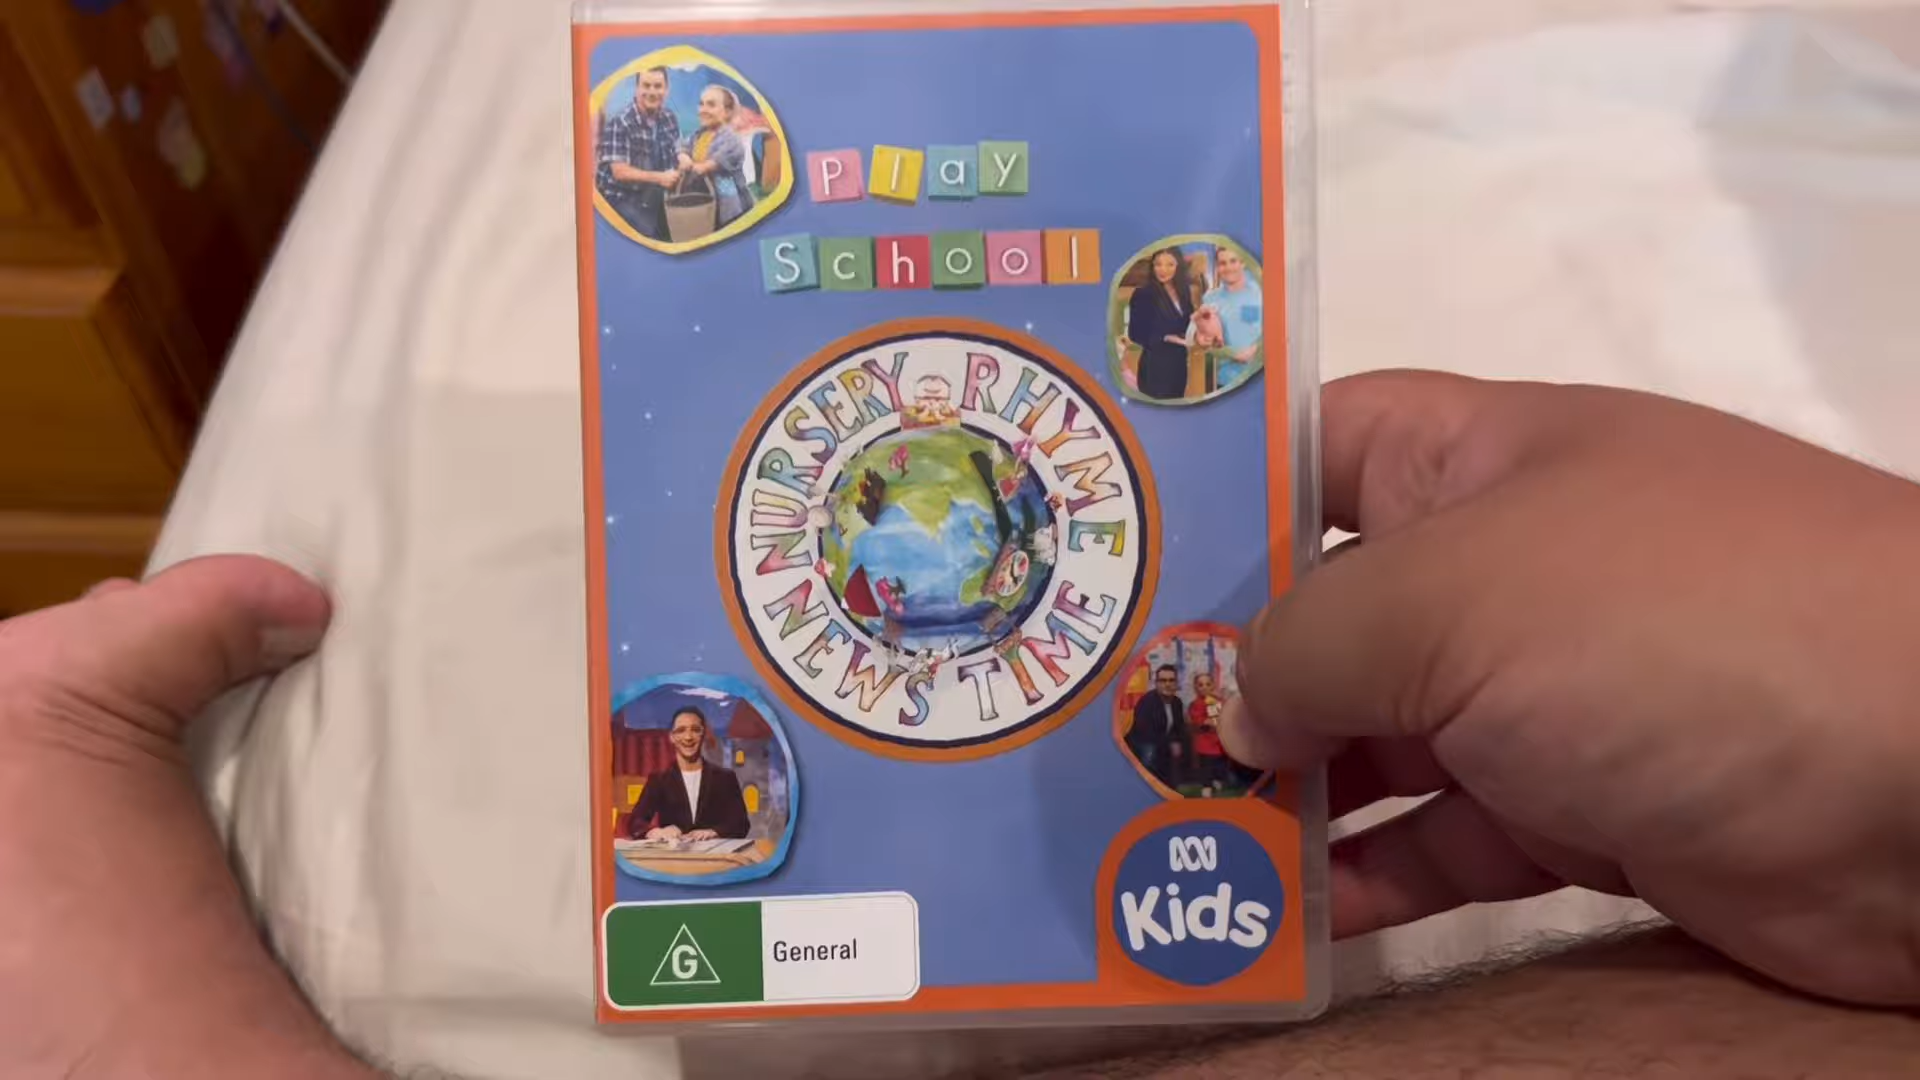 Play
School
NURSERY RHYME
NEWS TIME
G General
ABC
Kids